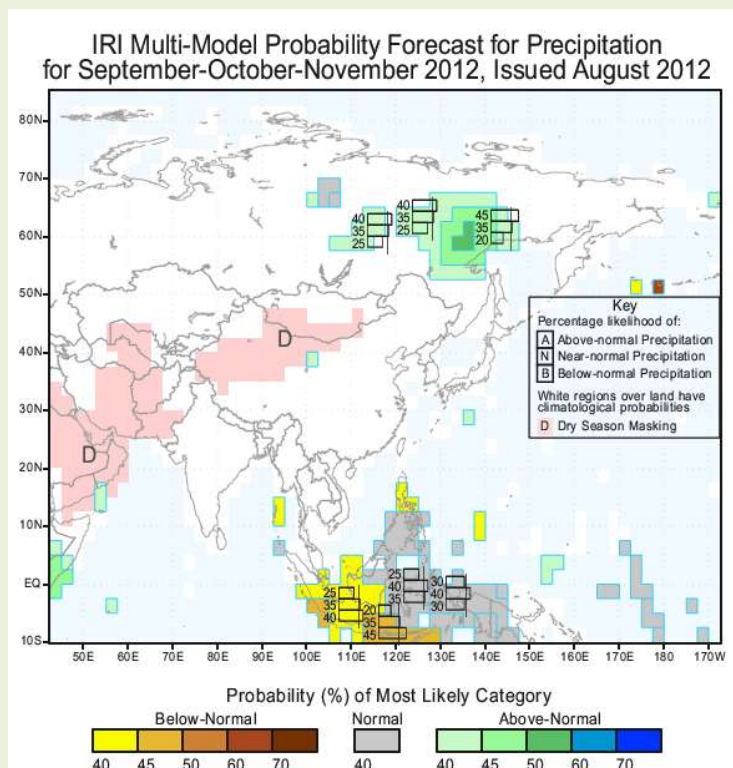 IRI Multi-Model Probability Forecast for Precipitation
for September-October-November 2012, Issued August 2012
80N
70N
60N
50N
40N
30N
20N
10N
EQ
10S
40
35
25
40
35
25
45
35
20
D
D
25
35
40
20
35
45
25
40
35
30
40
30
Key
Percentage likelihood of:
A Above-normal Precipitation
N Near-normal Precipitation
B Below-normal Precipitation
White regions over land have
climatological probabilities
D Dry Season Masking
50E 60E 70E 80E 90E 100E 110E 120E 130E 140E 150E 160E 170E 180 170W
Probability (%) of Most Likely Category
Below-Normal Normal Above-Normal
40 45 50 60 70 40 40 45 50 60 70